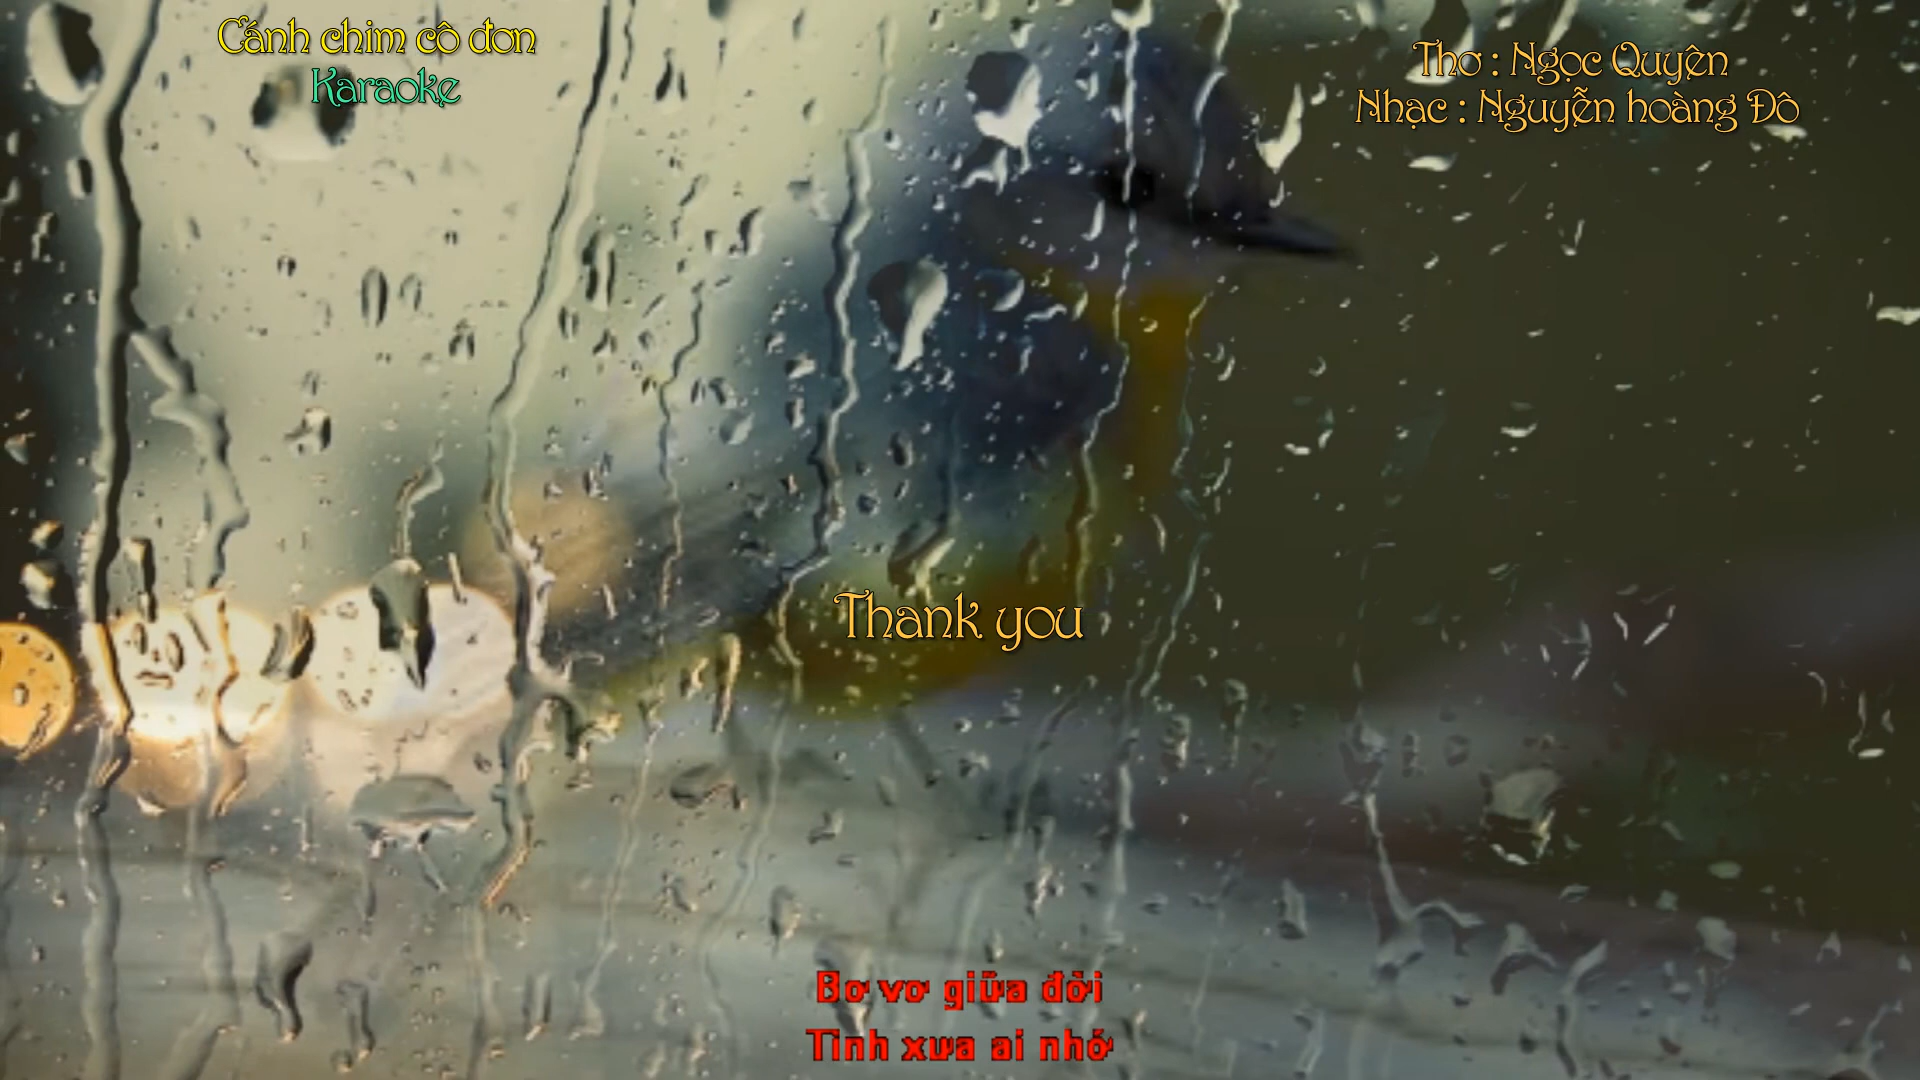 Cánh chim cô đơn
Karaoke
Thơ : Ngọc Quyên
Nhạc : Nguyễn hoàng Đô
Thank you
Bơ vơ giữa đời
Tình xưa ai nhớ